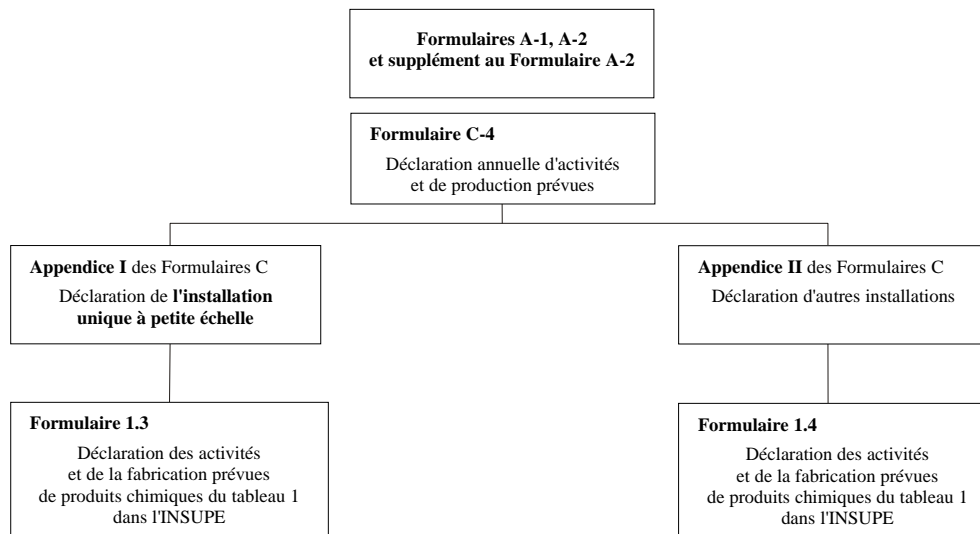 Formulaires A-1, A-2
et supplément au Formulaire A-2
Formulaire C-4
Déclaration annuelle d'activités
et de production prévues
Appendice I des Formulaires C
Déclaration de l'installation
unique à petite échelle
Appendice II des Formulaires C
Déclaration d'autres installations
Formulaire 1.3
Déclaration des activités
et de la fabrication prévues
de produits chimiques du tableau 1
dans l'INSUPE
Formulaire 1.4
Déclaration des activités
et de la fabrication prévues
de produits chimiques du tableau 1
dans l'INSUPE